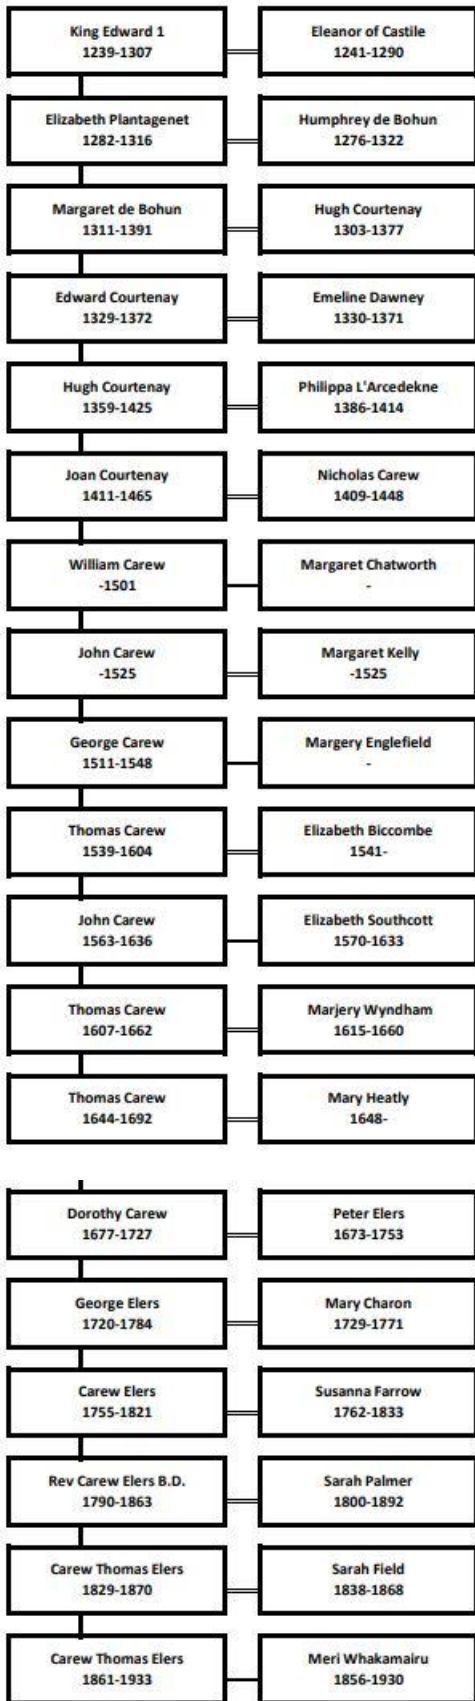 King Edward 1
1239-1307
Eleanor of Castile
1241-1290
Elizabeth Plantagenet
1282-1316
Humphrey de Bohun
1276-1322
Margaret de Bohun
1311-1391
Hugh Courtenay
1303-1377
Edward Courtenay
1329-1372
Emeline Dawney
1330-1371
Hugh Courtenay
1359-1425
Philippa L'Arcedekne
1386-1414
Joan Courtenay
1411-1465
Nicholas Carew
1409-1448
William Carew
-1501
Margaret Chatworth
-
John Carew
-1525
Margaret Kelly
-1525
George Carew
1511-1548
Margery Englefield
-
Thomas Carew
1539-1604
Elizabeth Biccombe
1541-
John Carew
1563-1636
Elizabeth Southcott
1570-1633
Thomas Carew
1607-1662
Marjery Wyndham
1615-1660
Thomas Carew
1644-1692
Mary Heatly
1648-
Dorothy Carew
1677-1727
Peter Elers
1673-1753
George Elers
1720-1784
Mary Charon
1729-1771
Carew Elers
1755-1821
Susanna Farrow
1762-1833
Rev Carew Elers B.D.
1790-1863
Sarah Palmer
1800-1892
Carew Thomas Elers
1829-1870
Sarah Field
1838-1868
Carew Thomas Elers
1861-1933
Meri Whakamairu
1856-1930